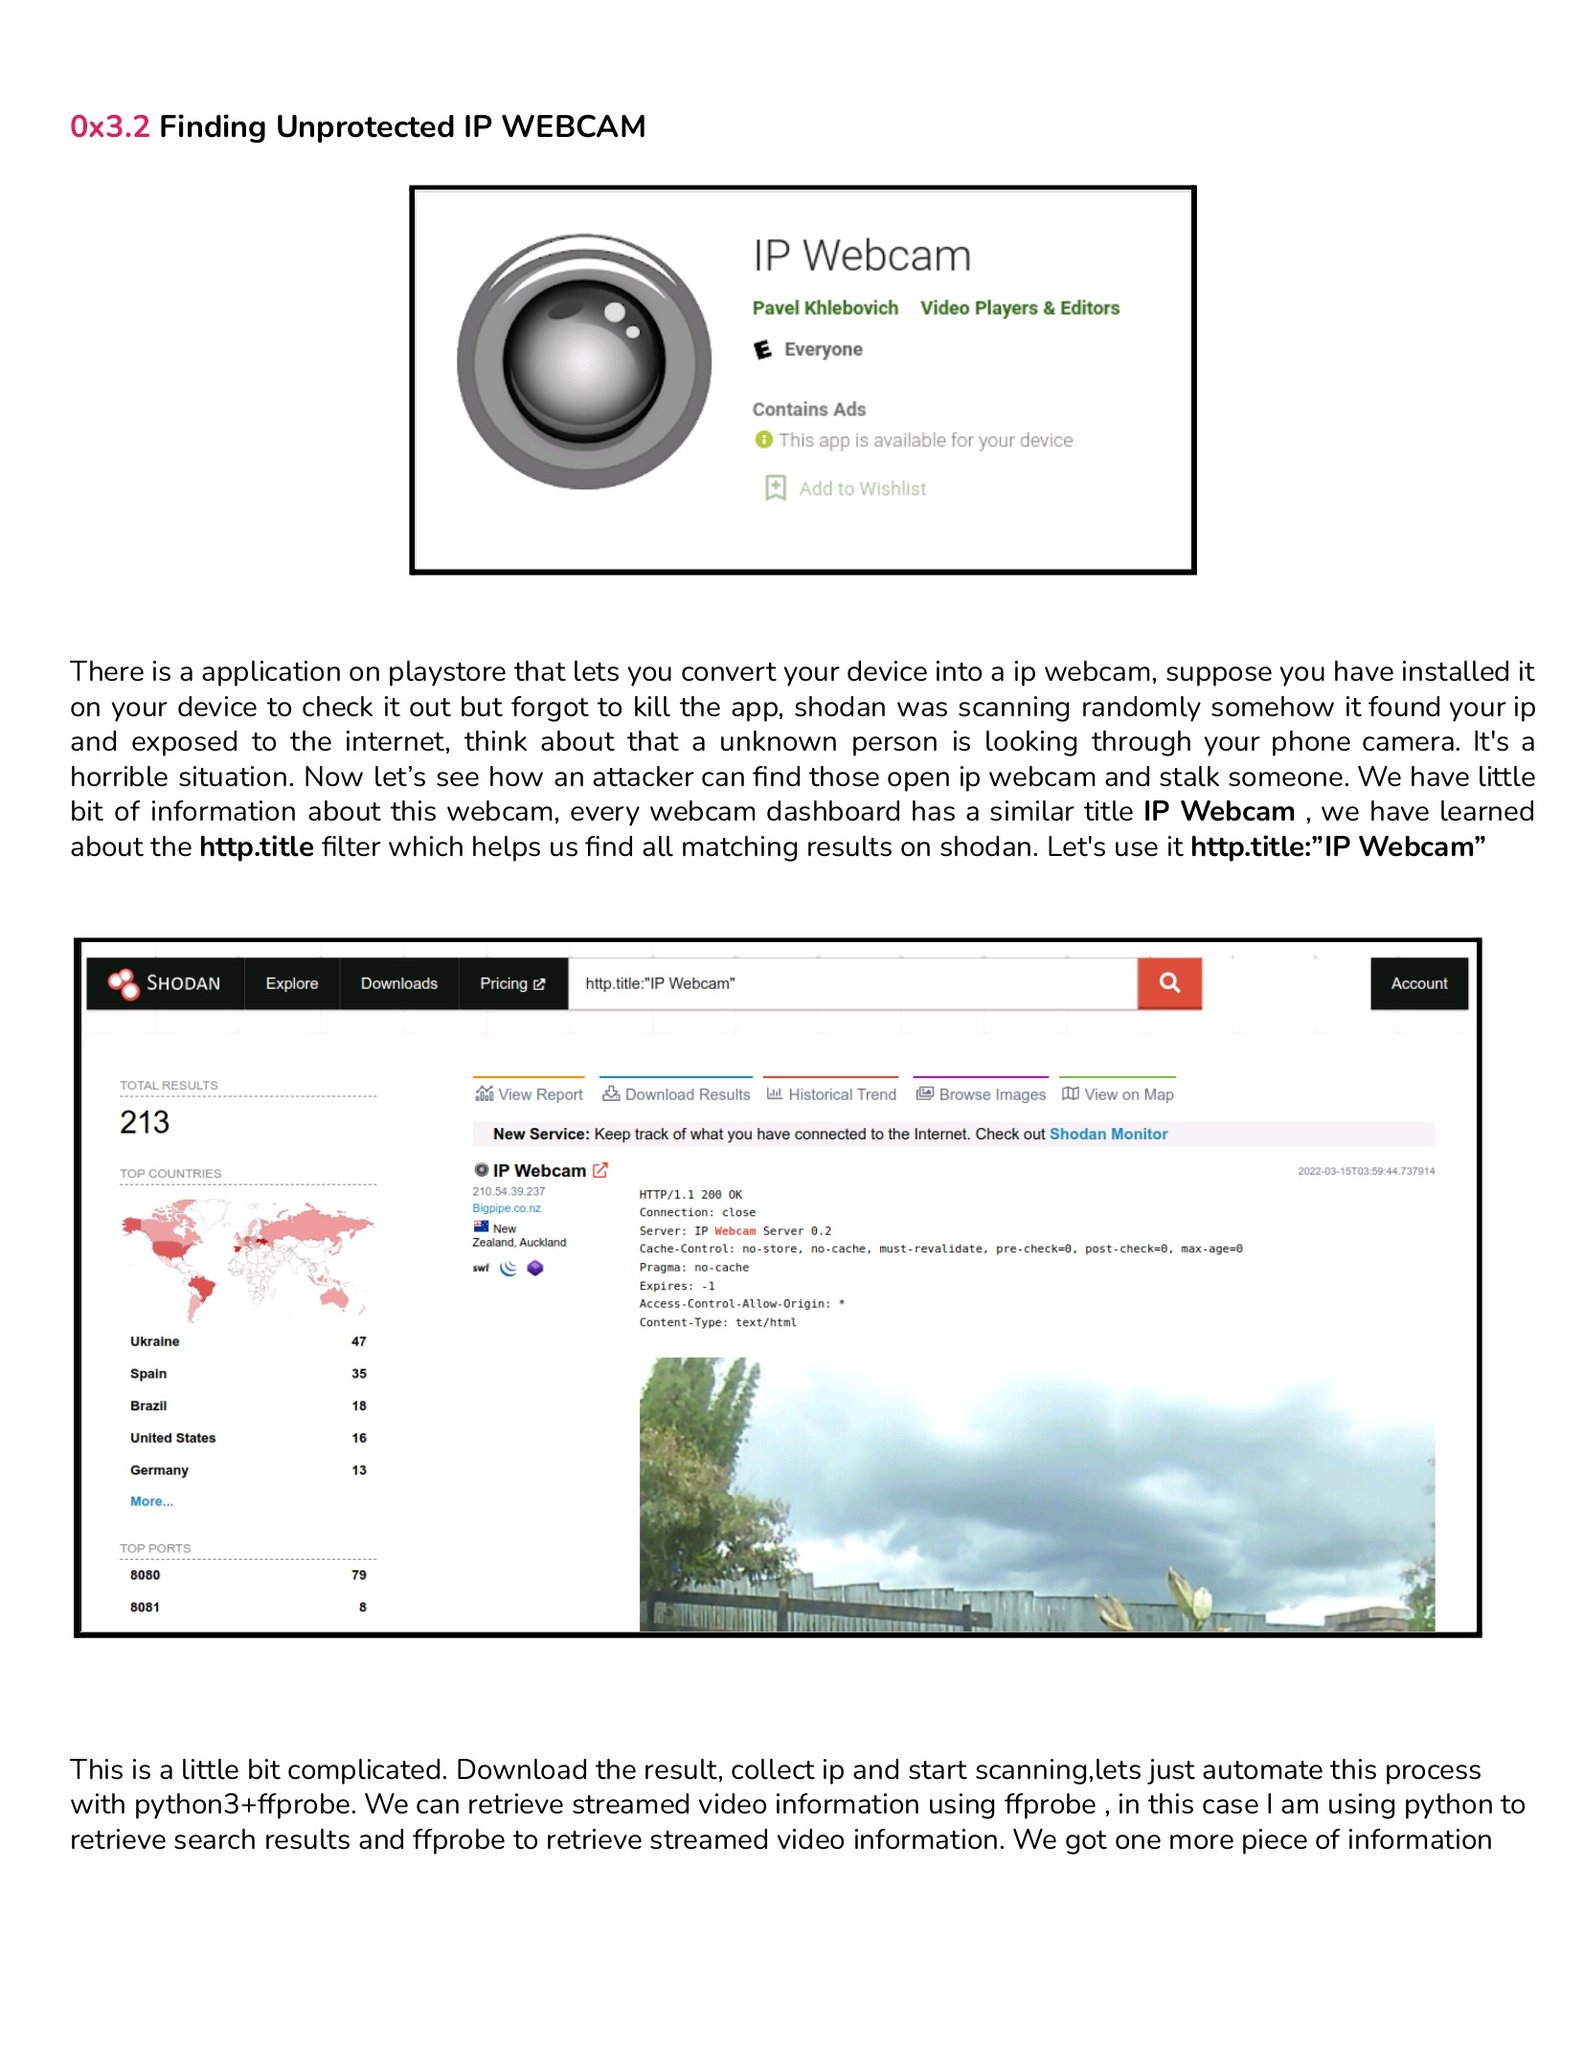 0x3.2 Finding Unprotected IP WEBCAM
IP Webcam
Pavel Khlebovich Video Players & Editors
E Everyone
Contains Ads
This app is available for your device
Add to Wishlist
There is a application on playstore that lets you convert your device into a ip webcam, suppose you have installed it
on your device to check it out but forgot to kill the app, shodan was scanning randomly somehow it found your ip
and exposed to the internet, think about that a unknown person is looking through your phone camera. It's a
horrible situation. Now let’s see how an attacker can find those open ip webcam and stalk someone. We have little
bit of information about this webcam, every webcam dashboard has a similar title IP Webcam , we have learned
about the http.title filter which helps us find all matching results on shodan. Let's use it http.title:”IP Webcam”
SHODAN Explore Downloads Pricing http.title:"IP Webcam" Account
TOTAL RESULTS
213
TOP COUNTRIES
Ukraine 47
Spain 35
Brazil 18
United States 16
Germany 13
More...
TOP PORTS
8080 79
8081 8
View Report Download Results Historical Trend Browse Images View on Map
New Service: Keep track of what you have connected to the Internet. Check out Shodan Monitor
IP Webcam
2022-03-15T03:59:44.737914
210.54.39.237
Bigpipe.co.nz
New
Zealand, Auckland
swf
HTTP/1.1 200 OK
Connection: close
Server: IP Webcam Server 0.2
Cache-Control: no-store, no-cache, must-revalidate, pre-check=0, post-check=0, max-age=0
Pragma: no-cache
Expires: -1
Access-Control-Allow-Origin: *
Content-Type: text/html
This is a little bit complicated. Download the result, collect ip and start scanning,lets just automate this process
with python3+ffprobe. We can retrieve streamed video information using ffprobe , in this case I am using python to
retrieve search results and ffprobe to retrieve streamed video information. We got one more piece of information